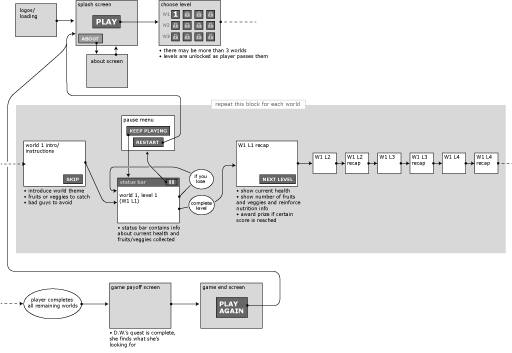 logos/
loading
splash screen
PLAY
ABOUT
about screen
choose level
W1
1
W2
W3
• there may be more than 3 worlds
• levels are unlocked as player passes them
repeat this block for each world
world 1 intro/
instructions
SKIP
• introduce world theme
• fruits or veggies to catch
• bad guys to avoid
pause menu
KEEP PLAYING
RESTART
status bar
world 1, level 1
(W1 L1)
• status bar contains info
about current health and
fruits/veggies collected
if you
lose
complete
level
W1 L1 recap
NEXT LEVEL
• show current health
• show number of fruits
and veggies and reinforce
nutrition info
• award prize if certain
score is reached
W1 L2
W1 L2
recap
W1 L3
W1 L3
recap
W1 L4
W1 L4
recap
player completes
all remaining worlds
game payoff screen
• D.W.'s quest is complete,
she finds what she's
looking for
game end screen
PLAY
AGAIN